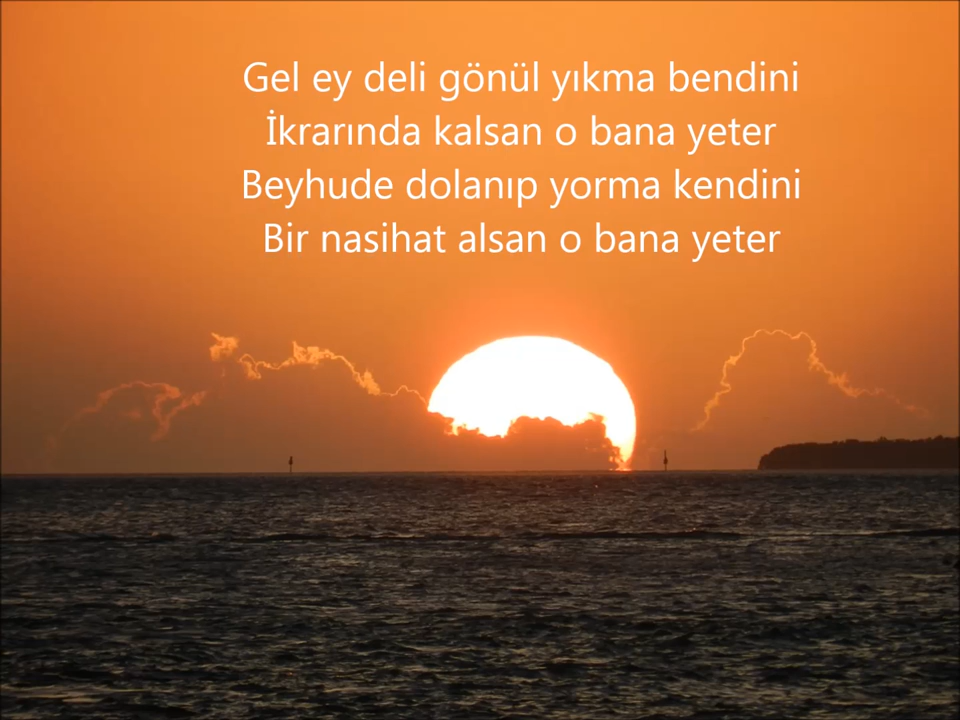 Gel ey deli gönül yıkma bendini
İkrarında kalsan o bana yeter
Beyhude dolanıp yorma kendini
Bir nasihat alsan o bana yeter